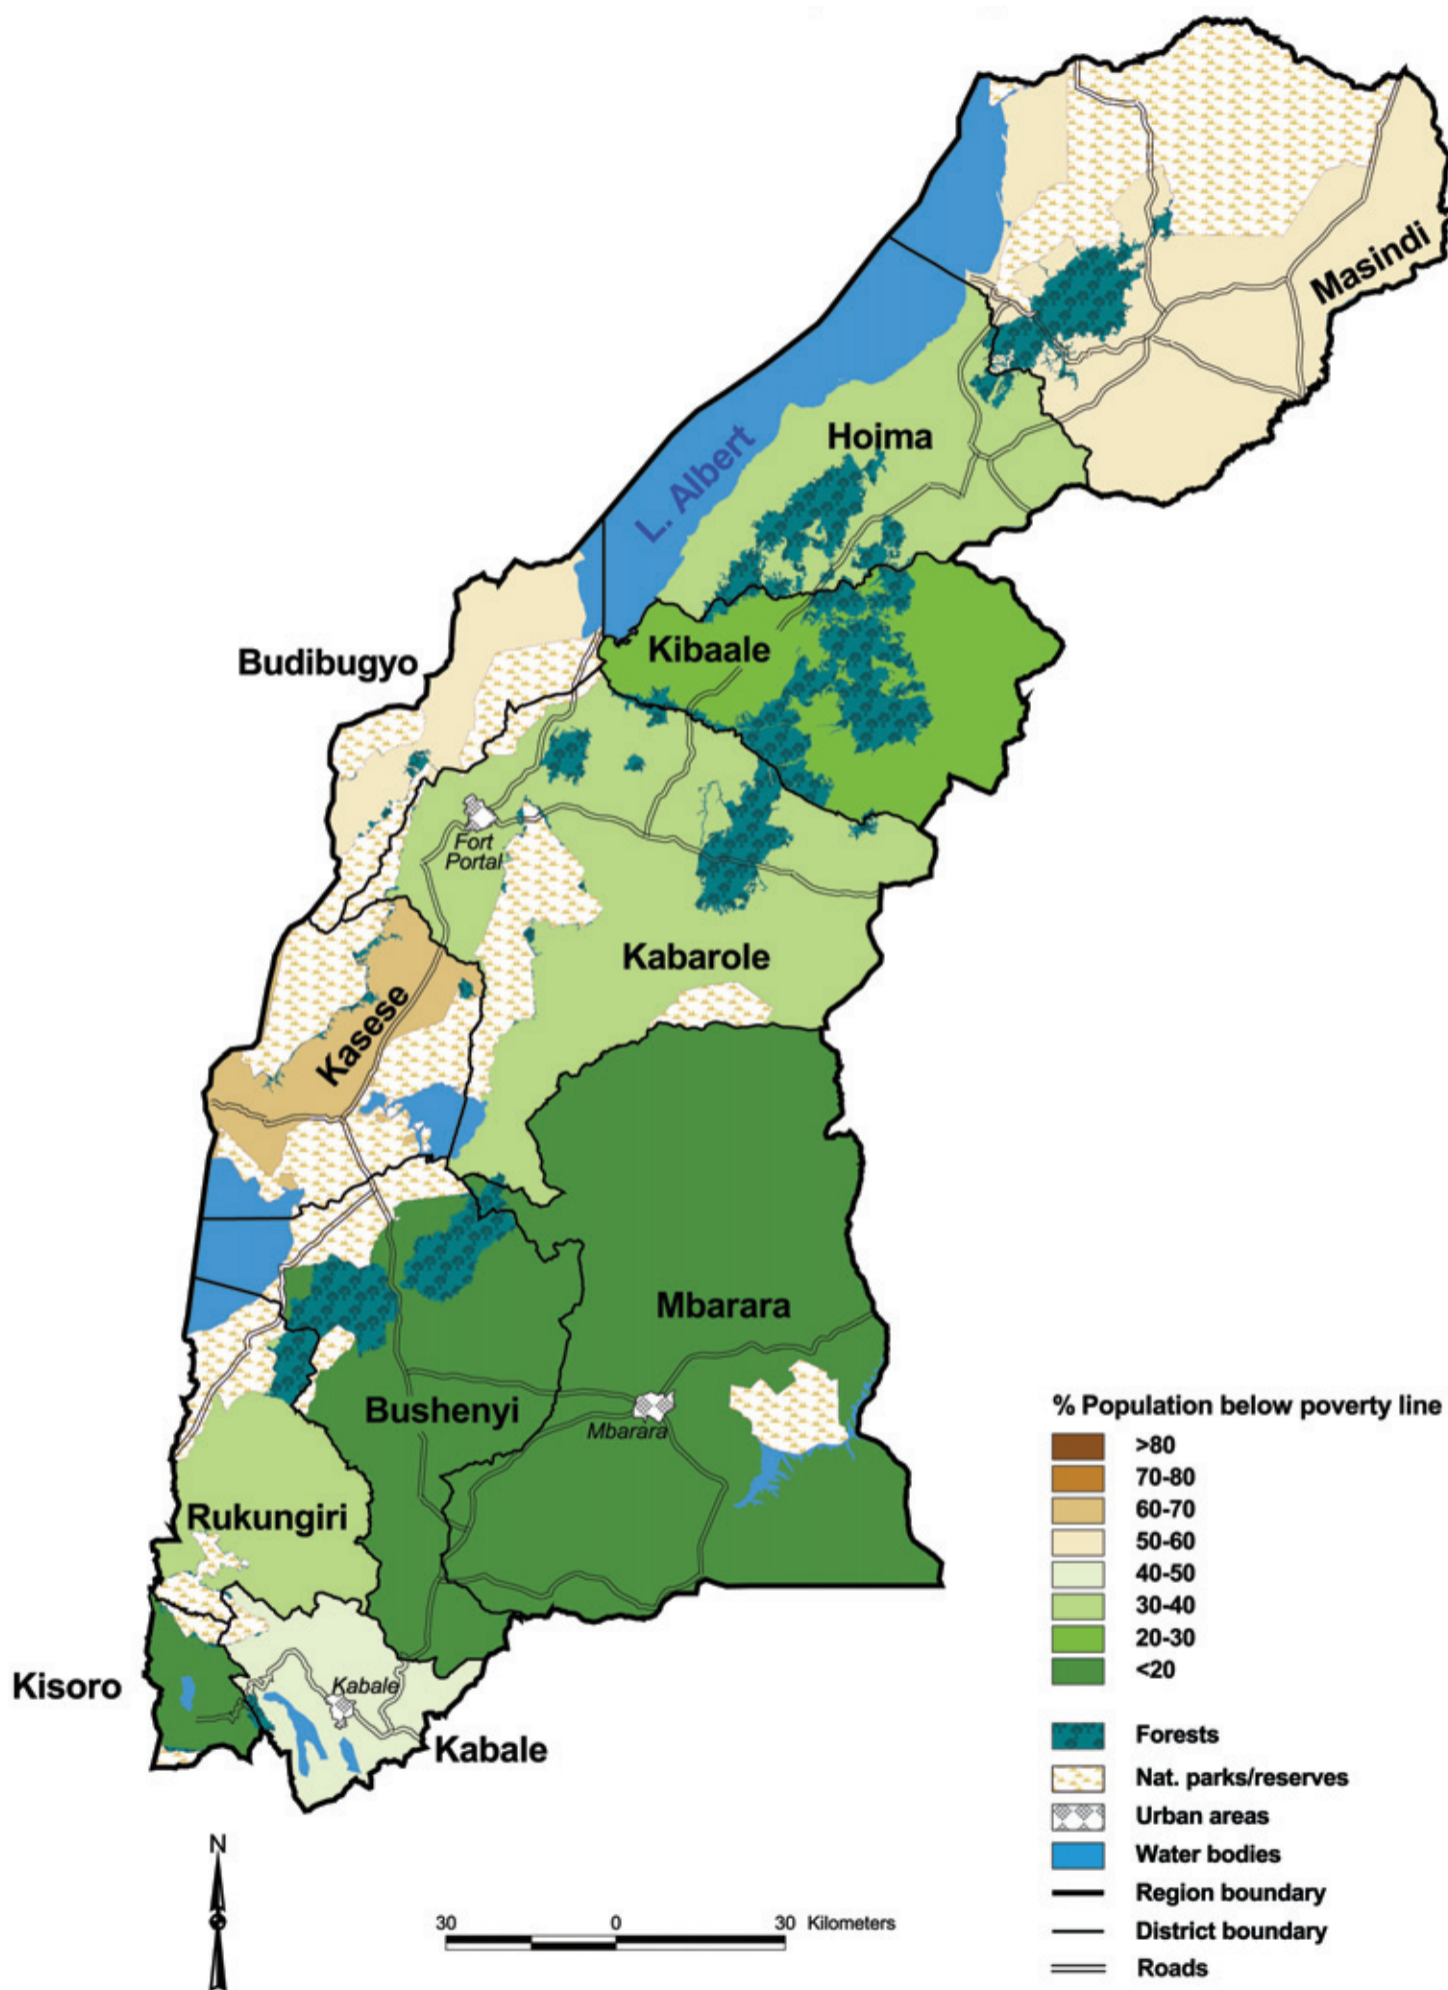 Masindi
Hoima
L. Albert
Kibaale
Budibugyo
Fort
Portal
Kabarole
Kasese
Mbarara
Bushenyi
Mbarara
Rukungiri
Kisoro
Kabale
Kabale
% Population below poverty line
>80
70-80
60-70
50-60
40-50
30-40
20-30
<20
Forests
Nat. parks/reserves
Urban areas
Water bodies
Region boundary
District boundary
Roads
N
30 0 30 Kilometers